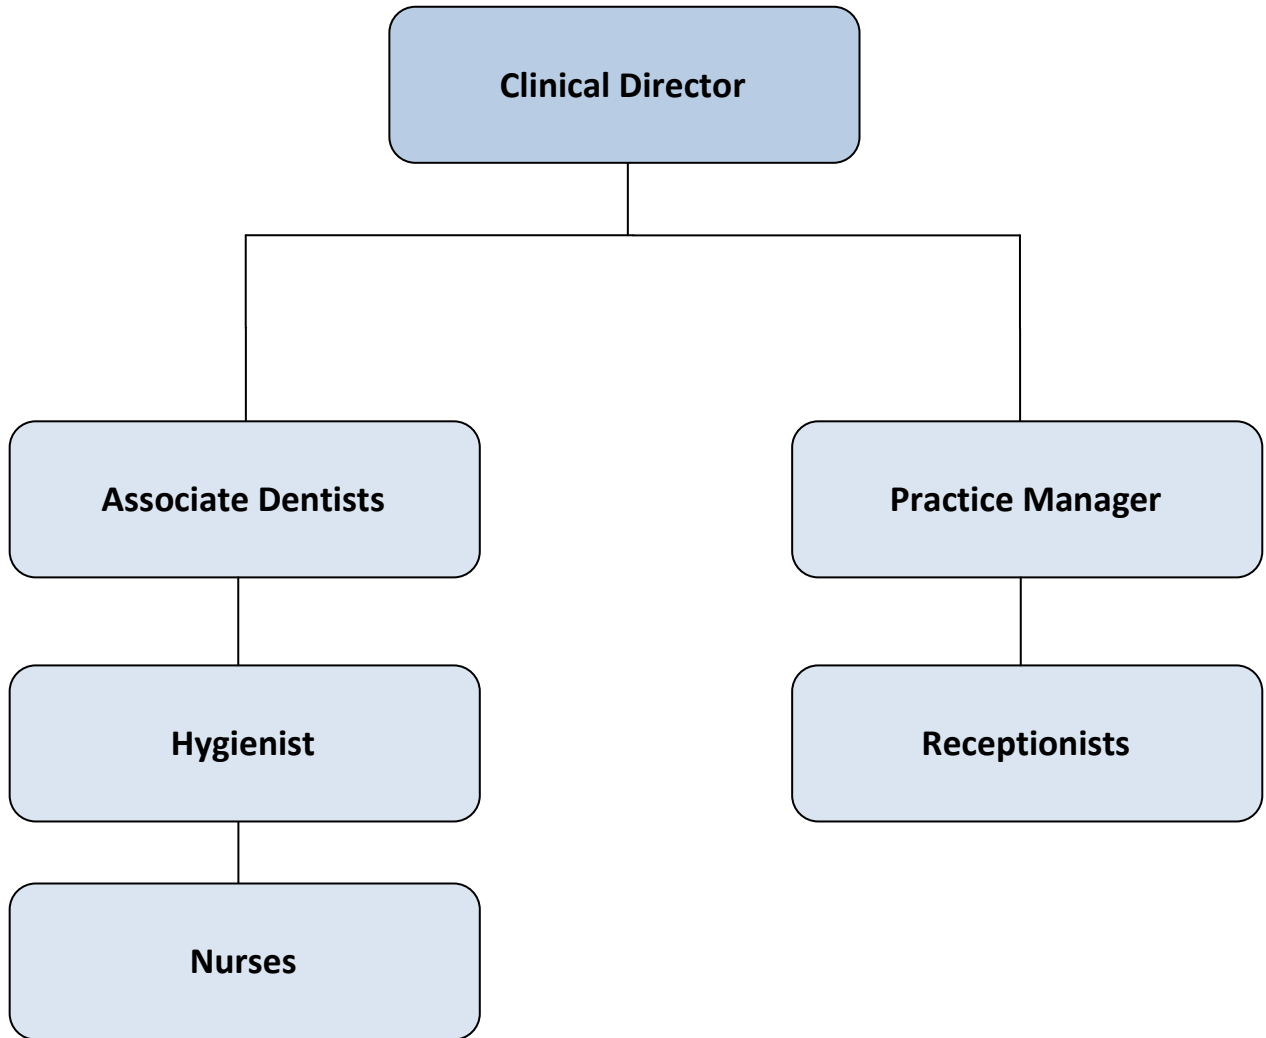 Clinical Director
Associate Dentists
Practice Manager
Hygienist
Receptionists
Nurses